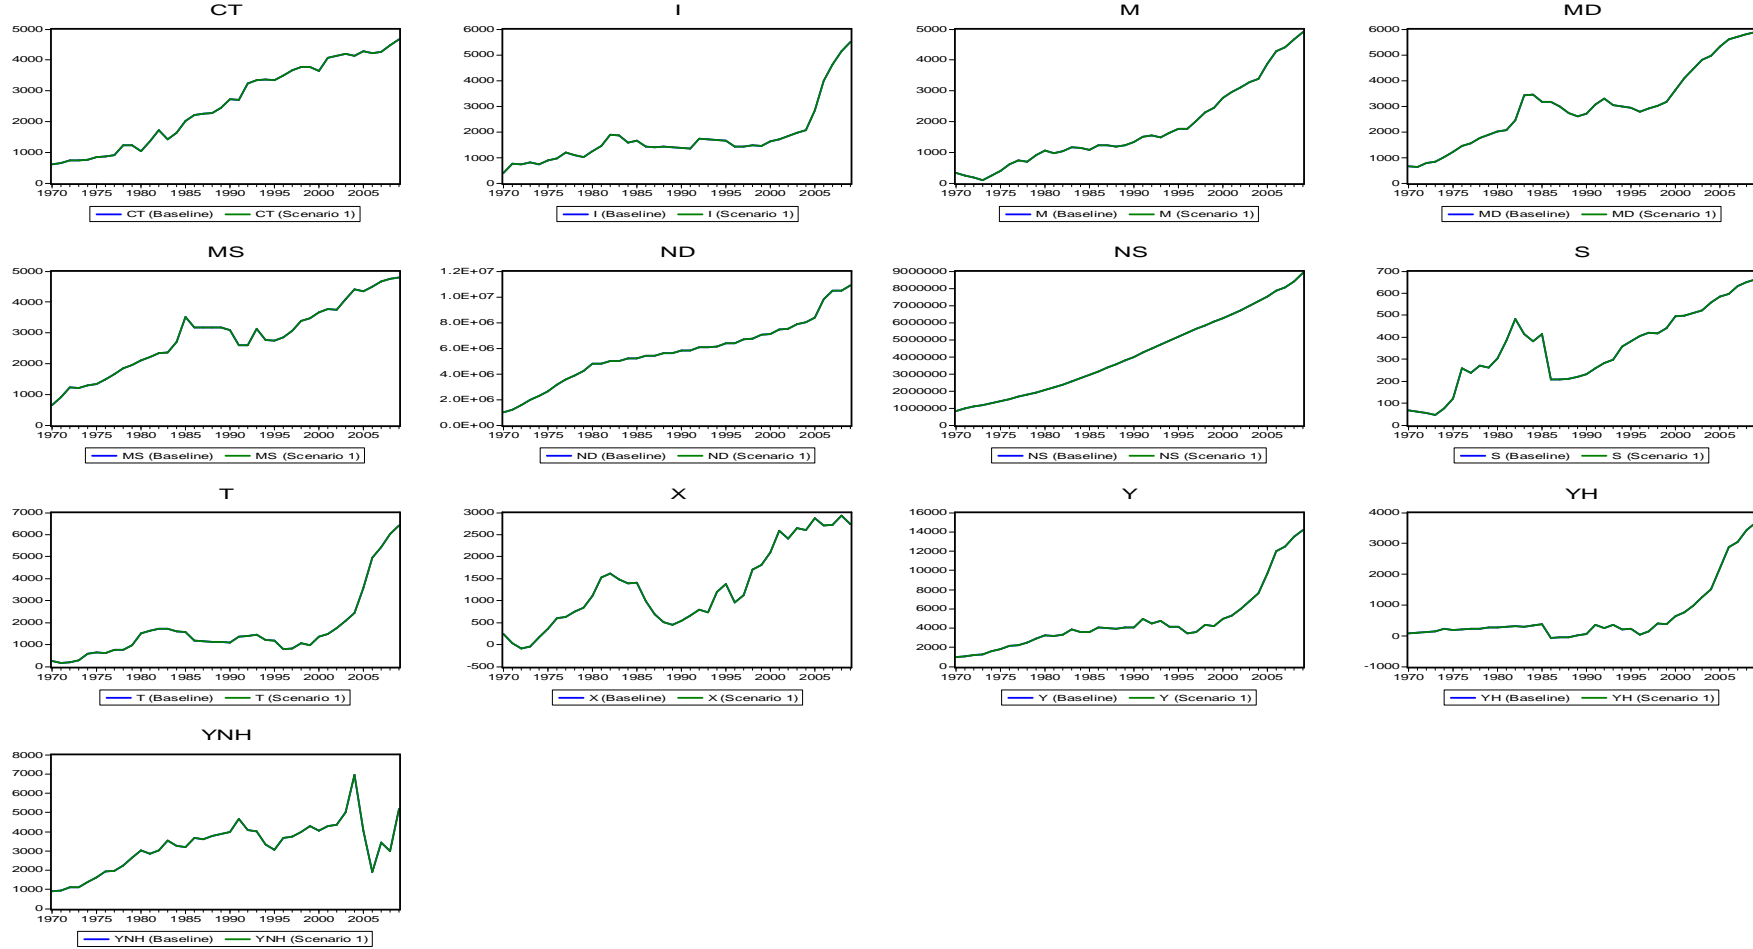 CT
5000
4000
3000
2000
1000
0
1970 1975 1980 1985 1990 1995 2000 2005
CT (Baseline) CT (Scenario 1)
I
6000
5000
4000
3000
2000
1000
0
1970 1975 1980 1985 1990 1995 2000 2005
I (Baseline) I (Scenario 1)
M
5000
4000
3000
2000
1000
0
1970 1975 1980 1985 1990 1995 2000 2005
M (Baseline) M (Scenario 1)
MD
6000
5000
4000
3000
2000
1000
0
1970 1975 1980 1985 1990 1995 2000 2005
MD (Baseline) MD (Scenario 1)
MS
5000
4000
3000
2000
1000
0
1970 1975 1980 1985 1990 1995 2000 2005
MS (Baseline) MS (Scenario 1)
ND
1.2E+07
1.0E+07
8.0E+06
6.0E+06
4.0E+06
2.0E+06
0.0E+00
1970 1975 1980 1985 1990 1995 2000 2005
ND (Baseline) ND (Scenario 1)
NS
9000000
8000000
7000000
6000000
5000000
4000000
3000000
2000000
1000000
0
1970 1975 1980 1985 1990 1995 2000 2005
NS (Baseline) NS (Scenario 1)
S
700
600
500
400
300
200
100
0
1970 1975 1980 1985 1990 1995 2000 2005
S (Baseline) S (Scenario 1)
T
7000
6000
5000
4000
3000
2000
1000
0
1970 1975 1980 1985 1990 1995 2000 2005
T (Baseline) T (Scenario 1)
X
3000
2500
2000
1500
1000
500
0
-500
1970 1975 1980 1985 1990 1995 2000 2005
X (Baseline) X (Scenario 1)
Y
16000
14000
12000
10000
8000
6000
4000
2000
0
1970 1975 1980 1985 1990 1995 2000 2005
Y (Baseline) Y (Scenario 1)
YH
4000
3000
2000
1000
0
-1000
1970 1975 1980 1985 1990 1995 2000 2005
YH (Baseline) YH (Scenario 1)
YNH
8000
7000
6000
5000
4000
3000
2000
1000
0
1970 1975 1980 1985 1990 1995 2000 2005
YNH (Baseline) YNH (Scenario 1)